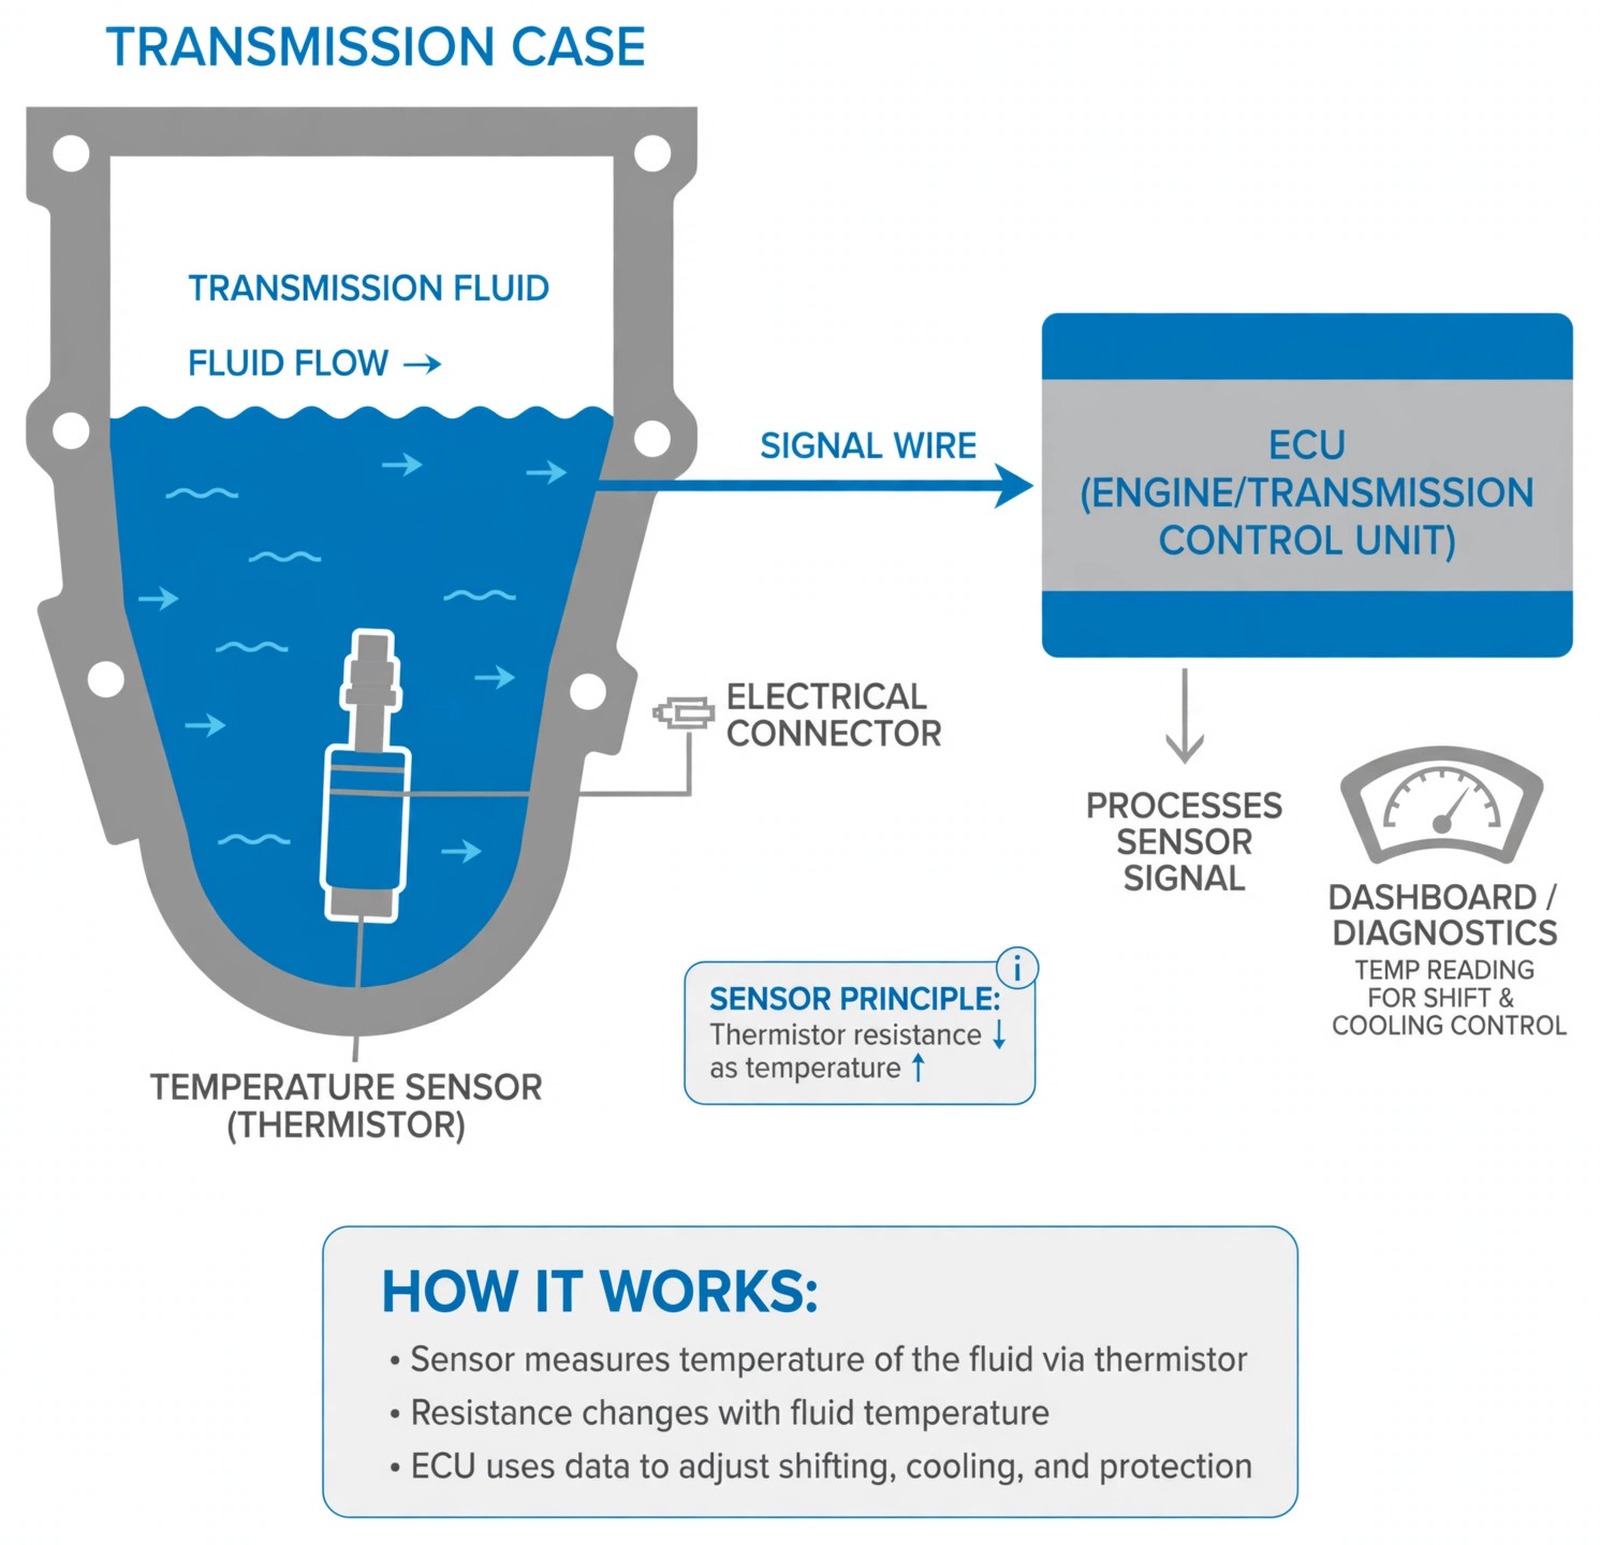 TRANSMISSION CASE
TRANSMISSION FLUID
FLUID FLOW →
SIGNAL WIRE
ECU
(ENGINE/TRANSMISSION
CONTROL UNIT)
ELECTRICAL
CONNECTOR
PROCESSES
SENSOR
SIGNAL
DASHBOARD /
DIAGNOSTICS
TEMP READING
FOR SHIFT &
COOLING CONTROL
i
SENSOR PRINCIPLE:
Thermistor resistance ↓
as temperature ↑
TEMPERATURE SENSOR
(THERMISTOR)
HOW IT WORKS:
• Sensor measures temperature of the fluid via thermistor
• Resistance changes with fluid temperature
• ECU uses data to adjust shifting, cooling, and protection